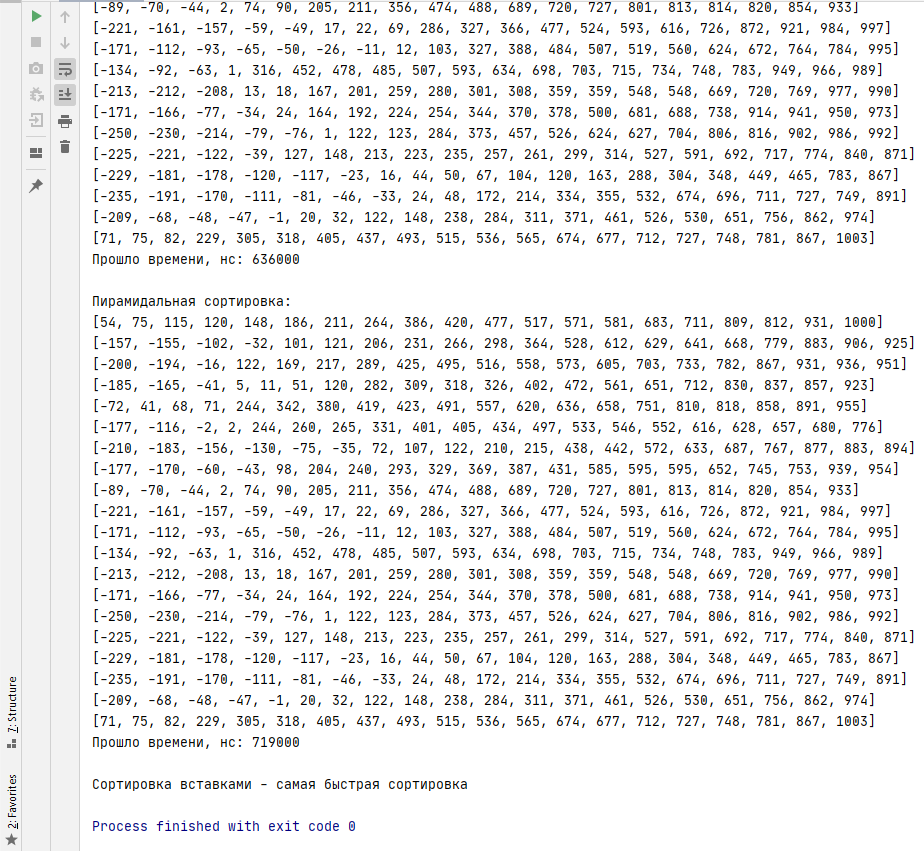 [-89, -70, -44, 2, 74, 90, 205, 211, 356, 474, 488, 689, 720, 727, 801, 813, 814, 820, 854, 933]
[-221, -161, -157, -59, -49, 17, 22, 69, 286, 327, 366, 477, 524, 593, 616, 726, 872, 921, 984, 997]
[-171, -112, -93, -65, -50, -26, -11, 12, 103, 327, 388, 484, 507, 519, 560, 624, 672, 764, 784, 995]
[-134, -92, -63, 1, 316, 452, 478, 485, 507, 593, 634, 698, 703, 715, 734, 748, 783, 949, 966, 989]
[-213, -212, -208, 13, 18, 167, 201, 259, 280, 301, 308, 359, 359, 548, 548, 669, 720, 769, 977, 990]
[-171, -166, -77, -34, 24, 164, 192, 224, 254, 344, 370, 378, 500, 681, 688, 738, 914, 941, 950, 973]
[-250, -230, -214, -79, -76, 1, 122, 123, 284, 373, 457, 526, 624, 627, 704, 806, 816, 902, 986, 992]
[-225, -221, -122, -39, 127, 148, 213, 223, 235, 257, 261, 299, 314, 527, 591, 692, 717, 774, 840, 871]
[-229, -181, -178, -120, -117, -23, 16, 44, 50, 67, 104, 120, 163, 288, 304, 348, 449, 465, 783, 867]
[-235, -191, -170, -111, -81, -46, -33, 24, 48, 172, 214, 334, 355, 532, 674, 696, 711, 727, 749, 891]
[-209, -68, -48, -47, -1, 20, 32, 122, 148, 238, 284, 311, 371, 461, 526, 530, 651, 756, 862, 974]
[71, 75, 82, 229, 305, 318, 405, 437, 493, 515, 536, 565, 674, 677, 712, 727, 748, 781, 867, 1003]
Прошло времени, нс: 636000
Пирамидальная сортировка:
[54, 75, 115, 120, 148, 186, 211, 264, 386, 420, 477, 517, 571, 581, 683, 711, 809, 812, 931, 1000]
[-157, -155, -102, -32, 101, 121, 206, 231, 266, 298, 364, 528, 612, 629, 641, 668, 779, 883, 906, 925]
[-200, -194, -16, 122, 169, 217, 289, 425, 495, 516, 558, 573, 605, 703, 733, 782, 867, 931, 936, 951]
[-185, -165, -41, 5, 11, 51, 120, 282, 309, 318, 326, 402, 472, 561, 651, 712, 830, 837, 857, 923]
[-72, 41, 68, 71, 244, 342, 380, 419, 423, 491, 557, 620, 636, 658, 751, 810, 818, 858, 891, 955]
[-177, -116, -2, 2, 244, 260, 265, 331, 401, 405, 434, 497, 533, 546, 552, 616, 628, 657, 680, 776]
[-210, -183, -156, -130, -75, -35, 72, 107, 122, 210, 215, 438, 442, 572, 633, 687, 767, 877, 883, 894]
[-177, -170, -60, -43, 98, 204, 240, 293, 329, 369, 387, 431, 585, 595, 595, 652, 745, 753, 939, 954]
[-89, -70, -44, 2, 74, 90, 205, 211, 356, 474, 488, 689, 720, 727, 801, 813, 814, 820, 854, 933]
[-221, -161, -157, -59, -49, 17, 22, 69, 286, 327, 366, 477, 524, 593, 616, 726, 872, 921, 984, 997]
[-171, -112, -93, -65, -50, -26, -11, 12, 103, 327, 388, 484, 507, 519, 560, 624, 672, 764, 784, 995]
[-134, -92, -63, 1, 316, 452, 478, 485, 507, 593, 634, 698, 703, 715, 734, 748, 783, 949, 966, 989]
[-213, -212, -208, 13, 18, 167, 201, 259, 280, 301, 308, 359, 359, 548, 548, 669, 720, 769, 977, 990]
[-171, -166, -77, -34, 24, 164, 192, 224, 254, 344, 370, 378, 500, 681, 688, 738, 914, 941, 950, 973]
[-250, -230, -214, -79, -76, 1, 122, 123, 284, 373, 457, 526, 624, 627, 704, 806, 816, 902, 986, 992]
[-225, -221, -122, -39, 127, 148, 213, 223, 235, 257, 261, 299, 314, 527, 591, 692, 717, 774, 840, 871]
[-229, -181, -178, -120, -117, -23, 16, 44, 50, 67, 104, 120, 163, 288, 304, 348, 449, 465, 783, 867]
[-235, -191, -170, -111, -81, -46, -33, 24, 48, 172, 214, 334, 355, 532, 674, 696, 711, 727, 749, 891]
[-209, -68, -48, -47, -1, 20, 32, 122, 148, 238, 284, 311, 371, 461, 526, 530, 651, 756, 862, 974]
[71, 75, 82, 229, 305, 318, 405, 437, 493, 515, 536, 565, 674, 677, 712, 727, 748, 781, 867, 1003]
Прошло времени, нс: 719000
Сортировка вставками - самая быстрая сортировка
Process finished with exit code 0
7: Structure
2: Favorites